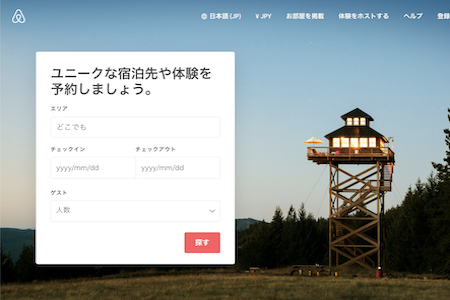 日本語 (JP) ¥ JPY お部屋を掲載 体験をホストする ヘルプ 登録
ユニークな宿泊先や体験を
予約しましょう。
エリア
どこでも
チェックイン チェックアウト
yyyy/mm/dd yyyy/mm/dd
ゲスト
人数
探す